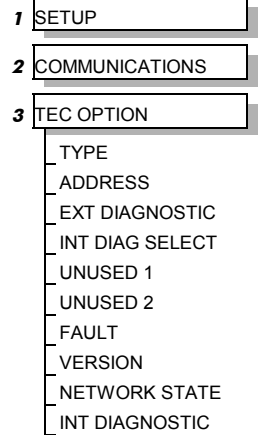 1 SETUP
2 COMMUNICATIONS
3 TEC OPTION
TYPE
ADDRESS
EXT DIAGNOSTIC
INT DIAG SELECT
UNUSED 1
UNUSED 2
FAULT
VERSION
NETWORK STATE
INT DIAGNOSTIC